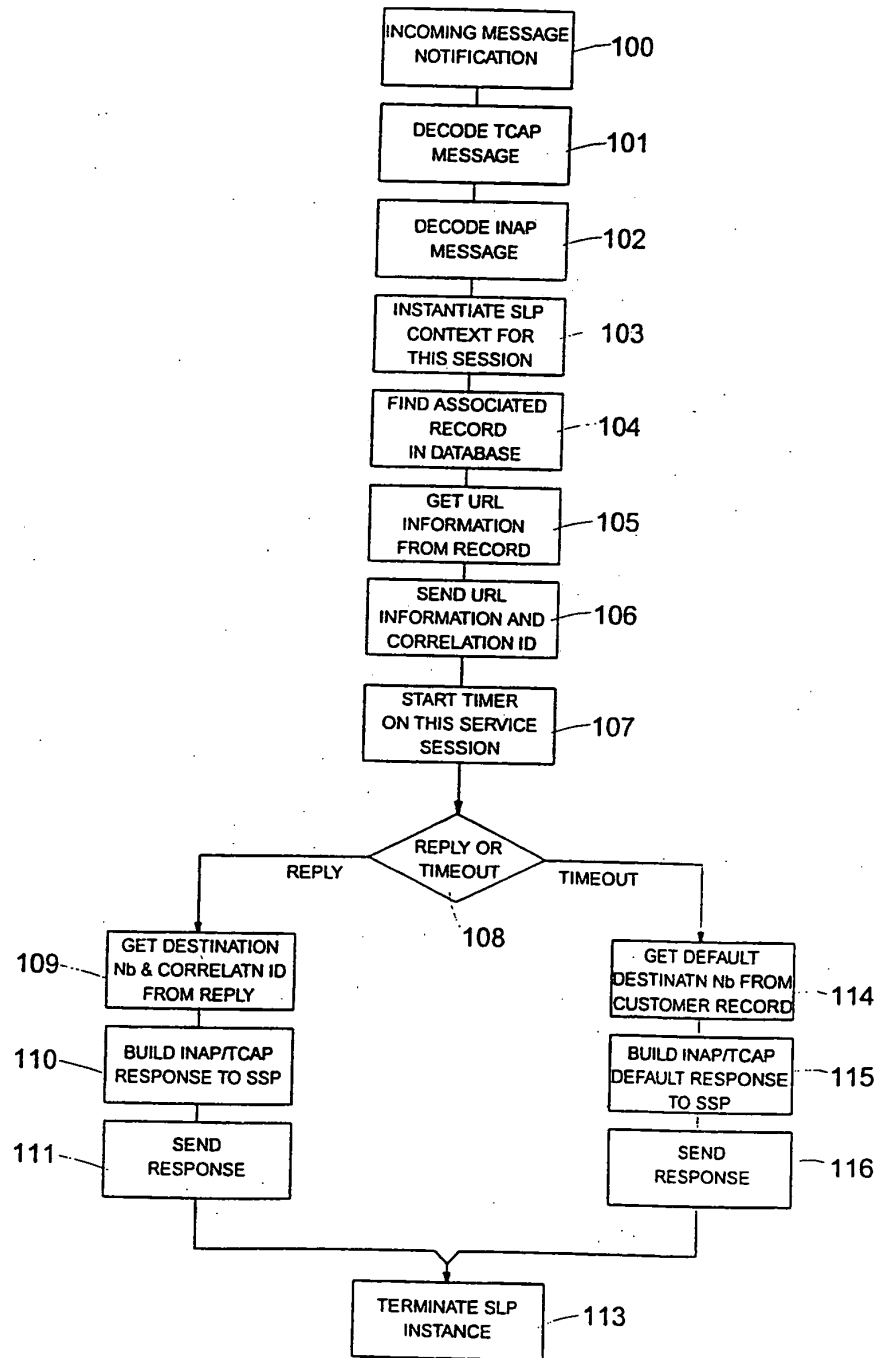 INCOMING MESSAGE
NOTIFICATION
100
DECODE TCAP
MESSAGE
101
DECODE INAP
MESSAGE
102
INSTANTIATE SLP
CONTEXT FOR
THIS SESSION
103
FIND ASSOCIATED
RECORD
IN DATABASE
104
GET URL
INFORMATION
FROM RECORD
105
SEND URL
INFORMATION AND
CORRELATION ID
106
START TIMER
ON THIS SERVICE
SESSION
107
REPLY OR
TIMEOUT
108
REPLY
TIMEOUT
GET DESTINATION
Nb & CORRELATN ID
FROM REPLY
109
BUILD INAP/TCAP
RESPONSE TO SSP
110
SEND
RESPONSE
111
GET DEFAULT
DESTINATN Nb FROM
CUSTOMER RECORD
114
BUILD INAP/TCAP
DEFAULT RESPONSE
TO SSP
115
SEND
RESPONSE
116
TERMINATE SLP
INSTANCE
113